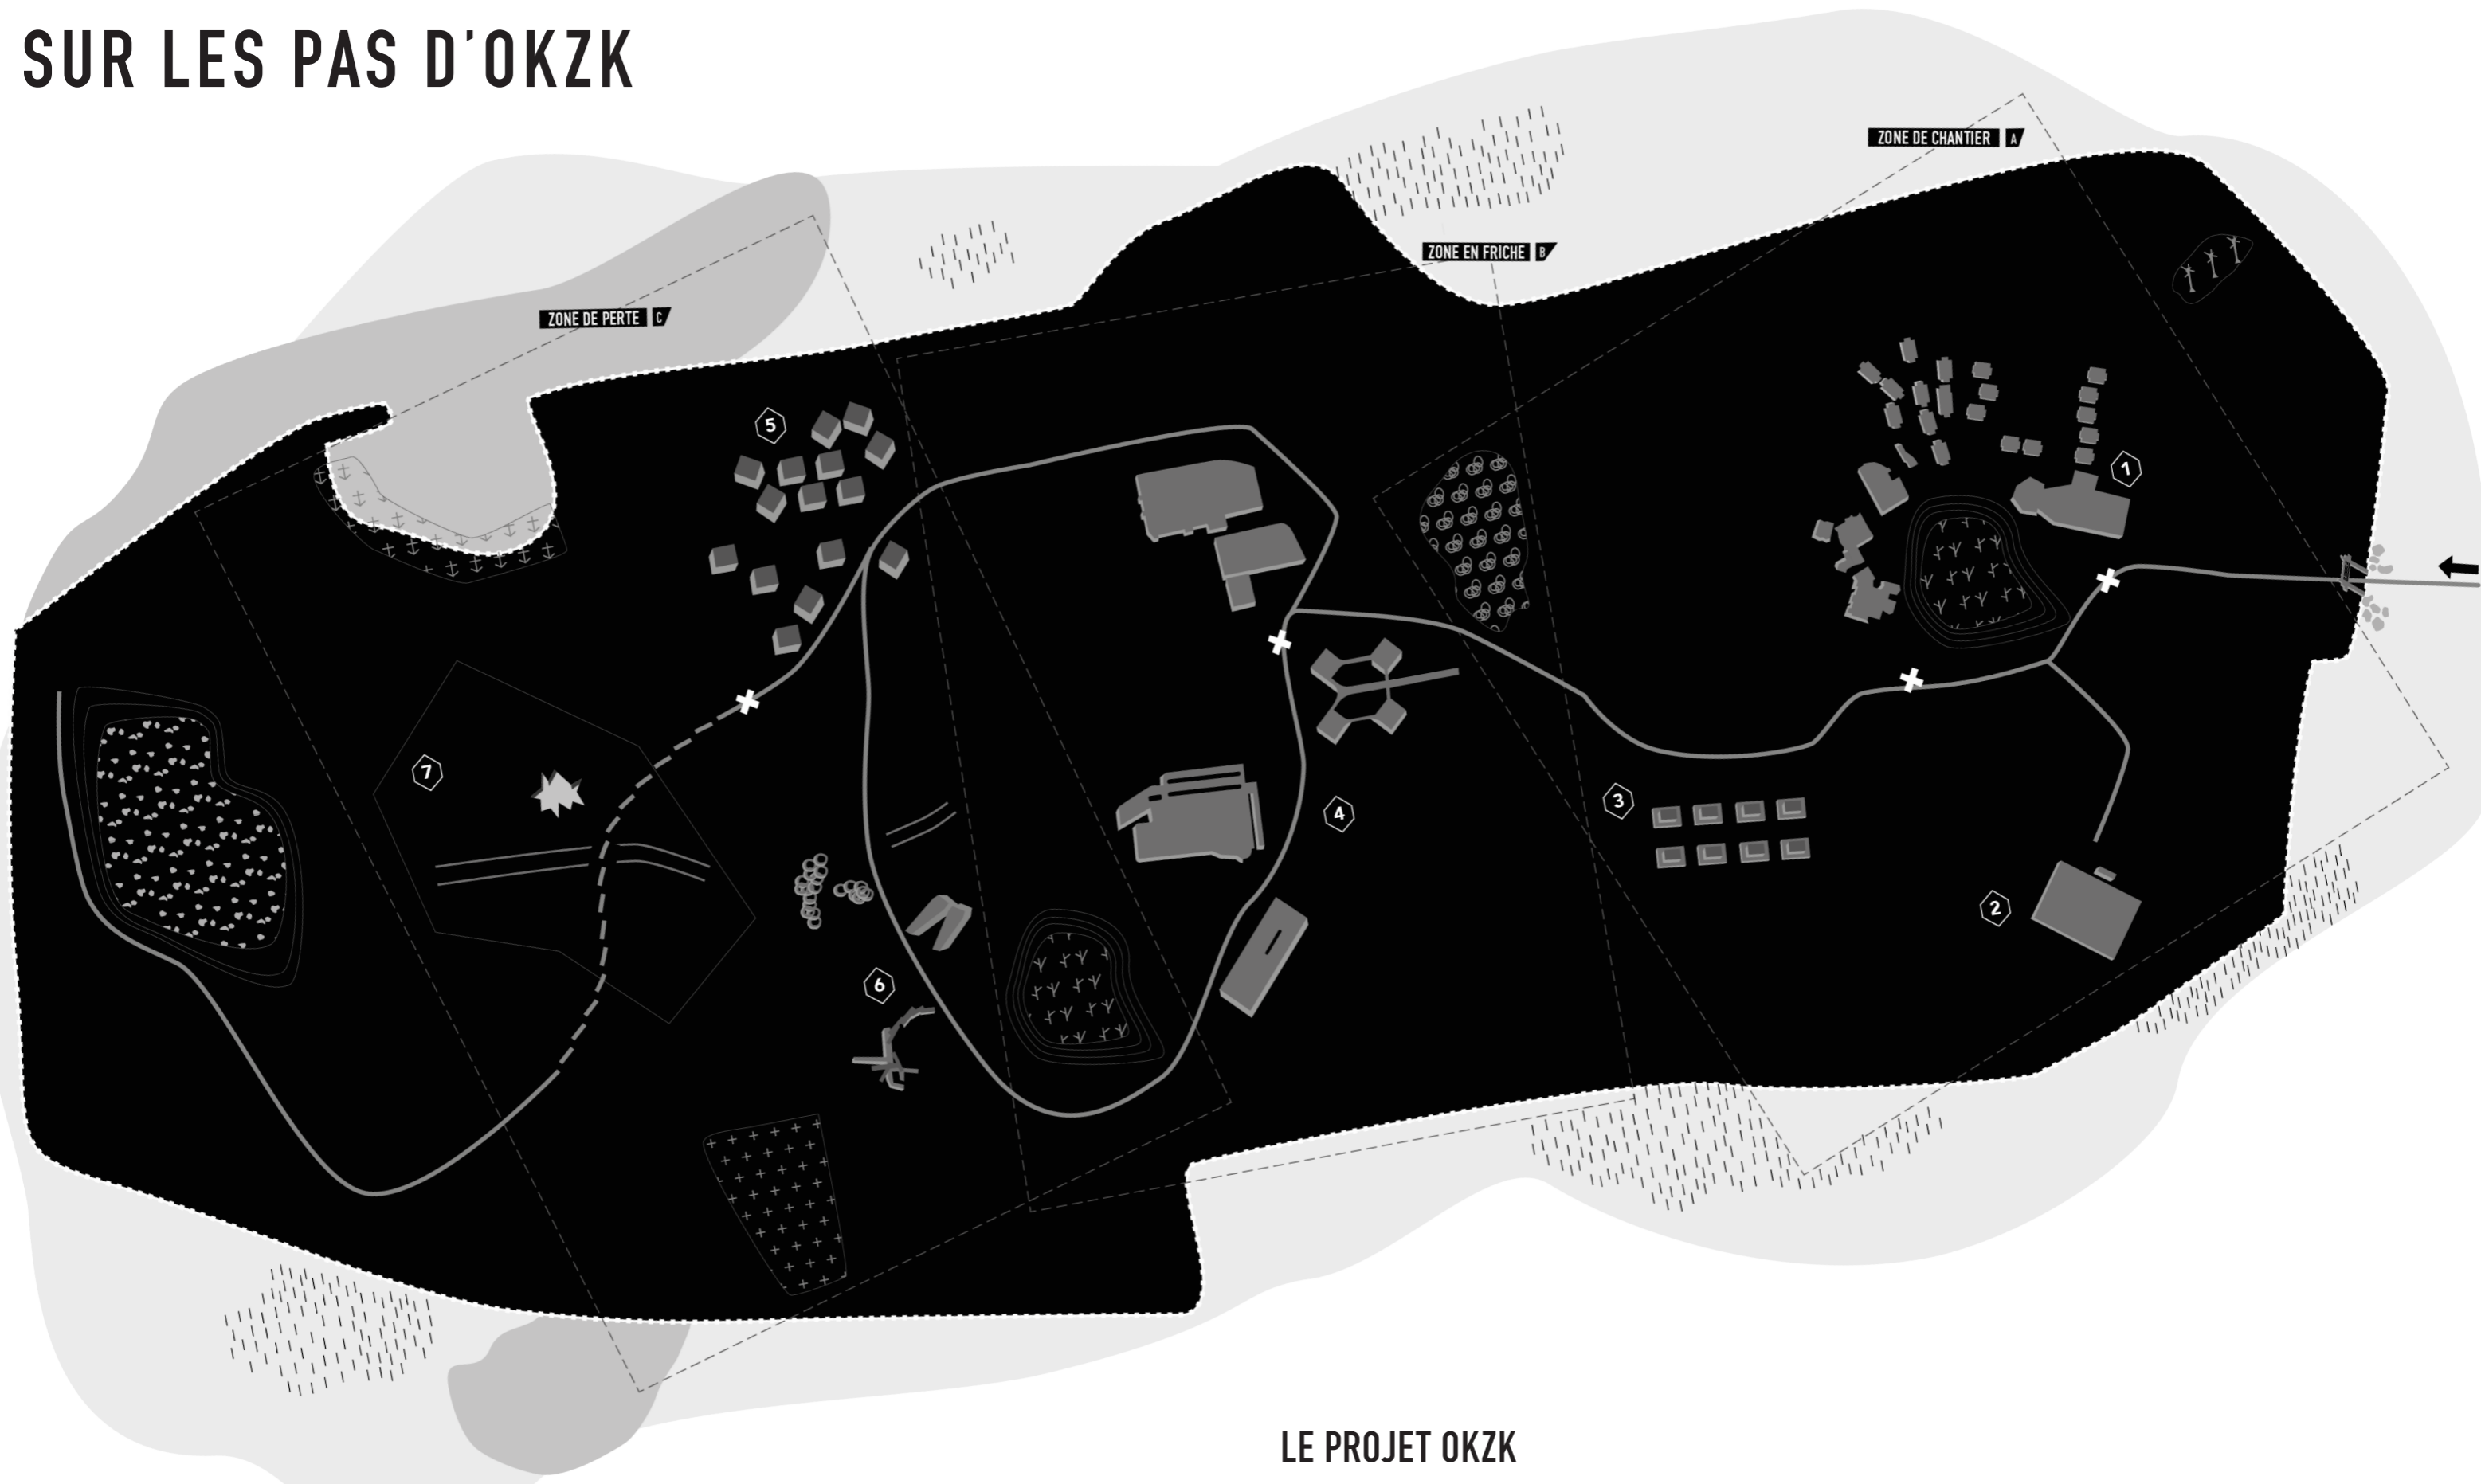 SUR LES PAS D'OKZK
ZONE DE CHANTIER A
ZONE EN FRICHE B
ZONE DE PERTE C
5
1
7
3
4
2
6
LE PROJET OKZK